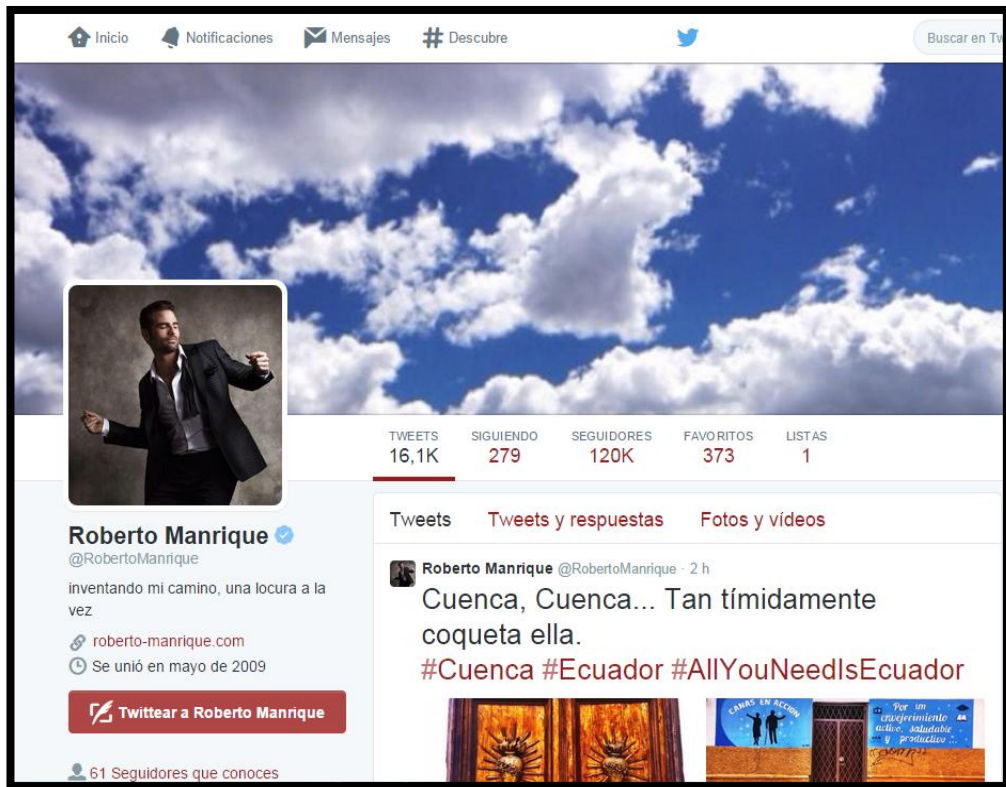 Inicio
Notificaciones
Mensajes
Descubre
Buscar en Tw
TWEETS
16,1K
SIGUIENDO
279
SEGUIDORES
120K
FAVORITOS
373
LISTAS
1
Roberto Manrique
@RobertoManrique
inventando mi camino, una locura a la
vez
roberto-manrique.com
Se unió en mayo de 2009
Twittear a Roberto Manrique
61 Seguidores que conoces
Tweets Tweets y respuestas Fotos y vídeos
Roberto Manrique @RobertoManrique · 2 h
Cuenca, Cuenca... Tan tímidamente
coqueta ella.
#Cuenca #Ecuador #AllYouNeedIsEcuador
CANAS EN ACCION
Por un
envejecimiento
activo, saludable
y productivo...